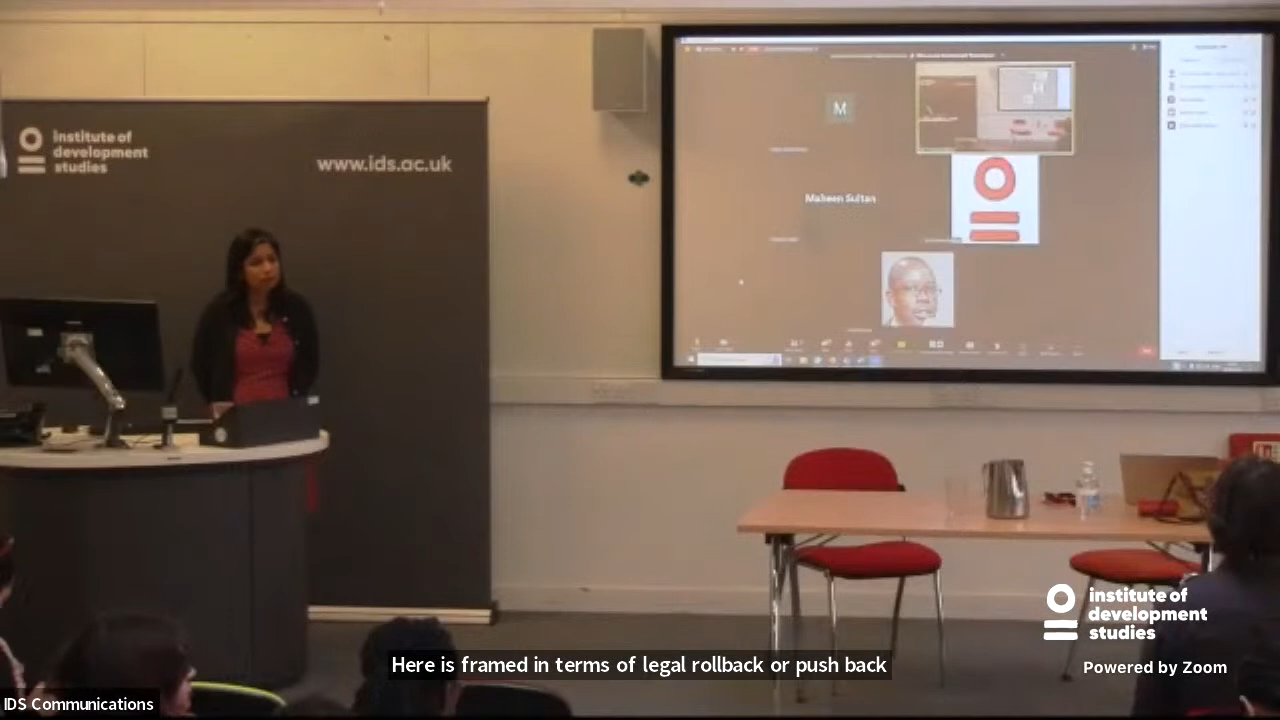 institute of
development
studies
www.ids.ac.uk
M
Maheen Sultan
institute of
development
studies
Powered by Zoom
Here is framed in terms of legal rollback or push back
IDS Communications